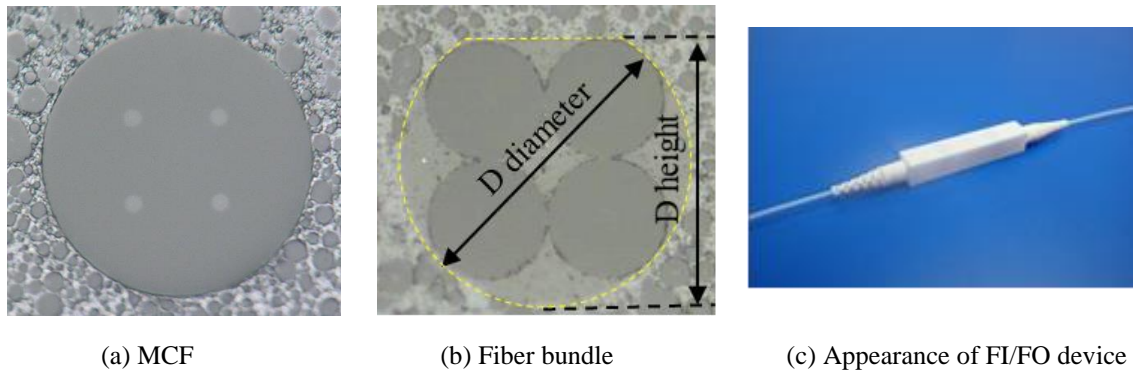 D diameter
D height
(a) MCF
(b) Fiber bundle
(c) Appearance of FI/FO device